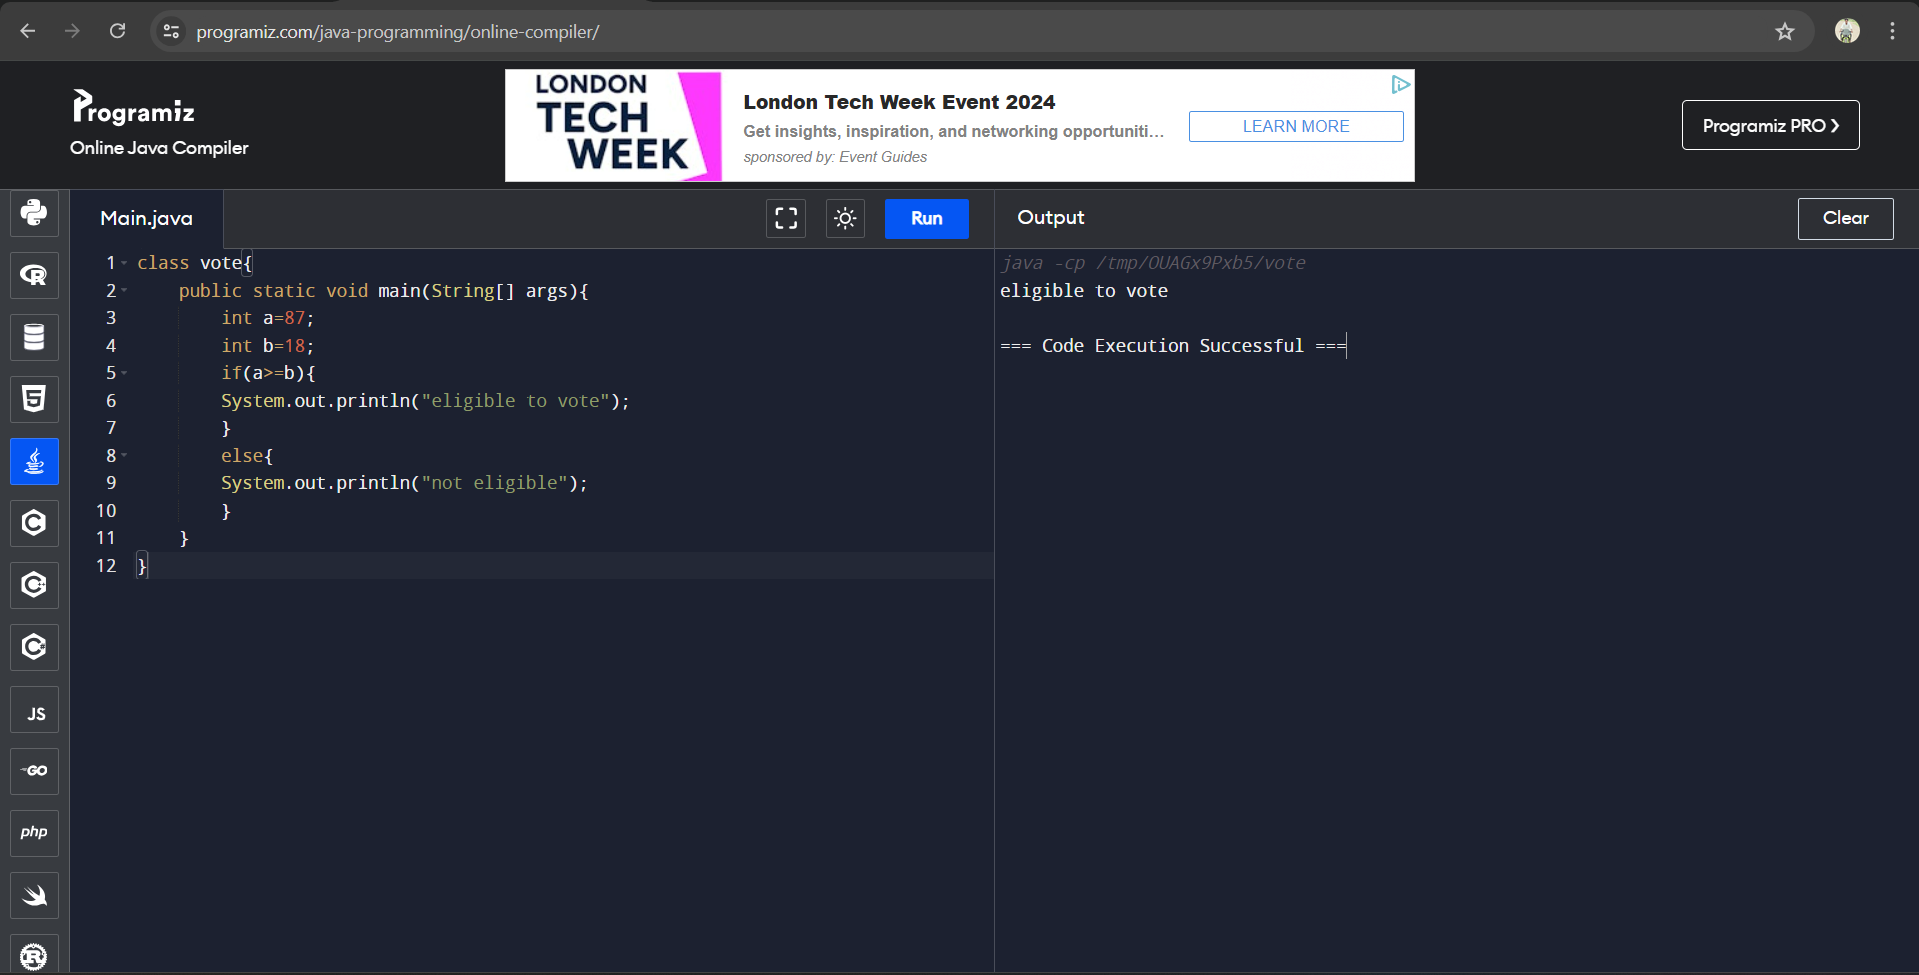 programiz.com/java-programming/online-compiler/
Programiz
Online Java Compiler
LONDON
TECH
WEEK
London Tech Week Event 2024
Get insights, inspiration, and networking opportuniti...
sponsored by: Event Guides
LEARN MORE
Programiz PRO ❯
Main.java
Run
Output
Clear
1 class vote{
2     public static void main(String[] args){
3         int a=87;
4         int b=18;
5         if(a>=b){
6         System.out.println("eligible to vote");
7         }
8         else{
9         System.out.println("not eligible");
10         }
11     }
12 }
java -cp /tmp/OUAGx9Pxb5/vote
eligible to vote
=== Code Execution Successful ===
R
5
C
C+
C#
JS
GO
php
R